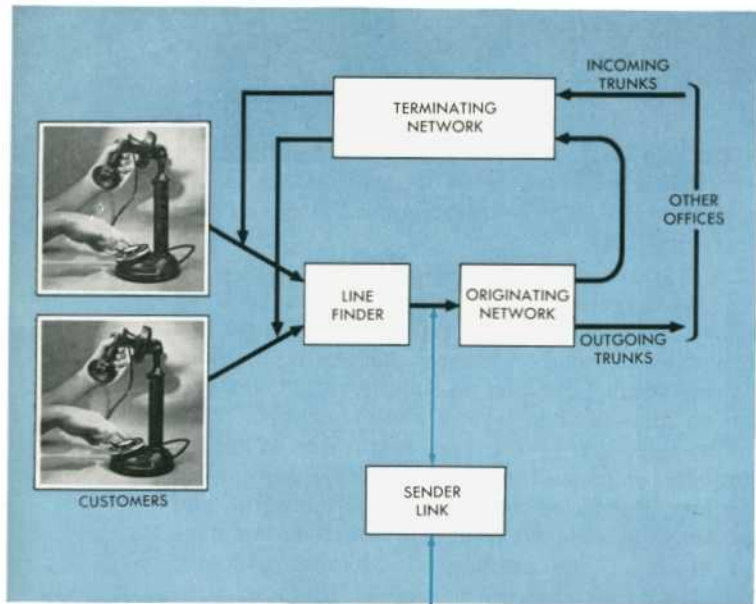 INCOMING
TRUNKS
TERMINATING
NETWORK
OTHER
OFFICES
LINE
FINDER
ORIGINATING
NETWORK
OUTGOING
TRUNKS
CUSTOMERS
SENDER
LINK